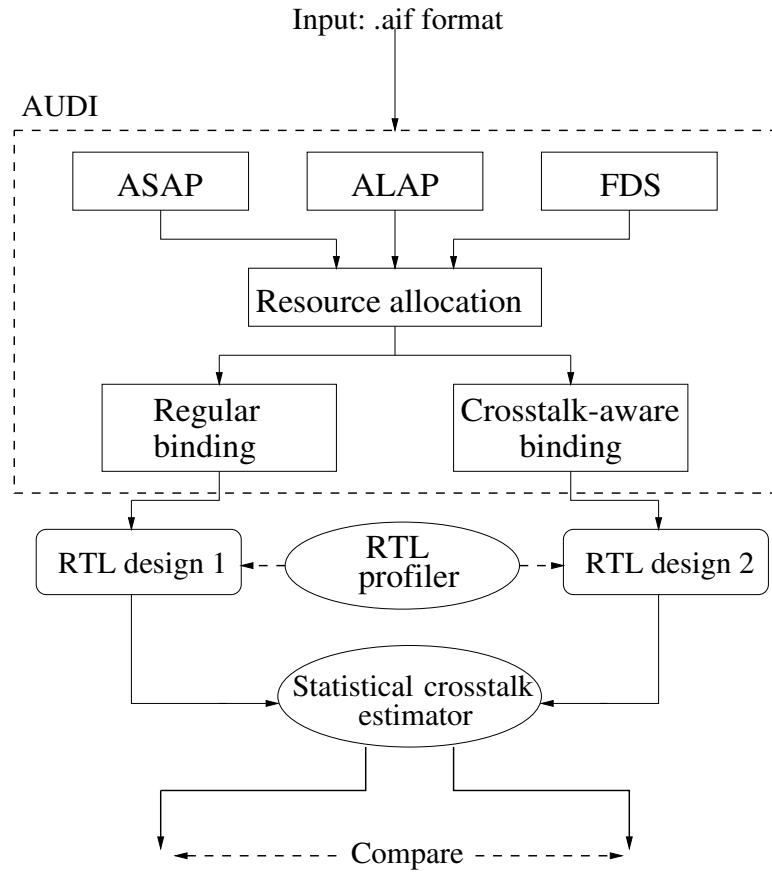 Input: .aif format
AUDI
ASAP
ALAP
FDS
Resource allocation
Regular
binding
Crosstalk-aware
binding
RTL design 1
RTL
profiler
RTL design 2
Statistical crosstalk
estimator
Compare